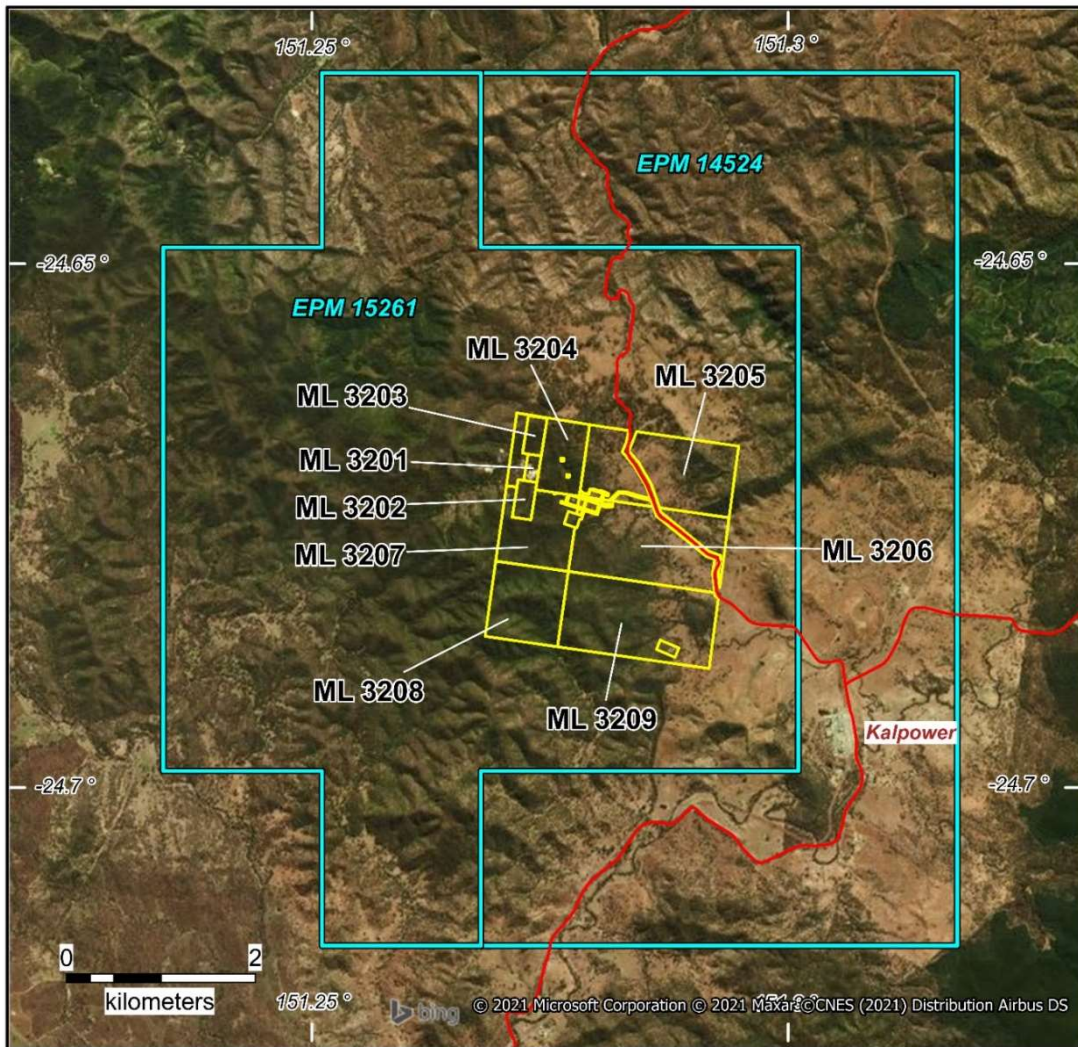 151.25 °
151.3 °
EPM 14524
-24.65 °
-24.65 °
EPM 15261
ML 3204
ML 3205
ML 3203
ML 3201
ML 3202
ML 3207
ML 3206
ML 3208
ML 3209
Kalpower
-24.7 °
-24.7 °
0
2
kilometers
151.25 °
bing
© 2021 Microsoft Corporation © 2021 Maxar ©CNES (2021) Distribution Airbus DS